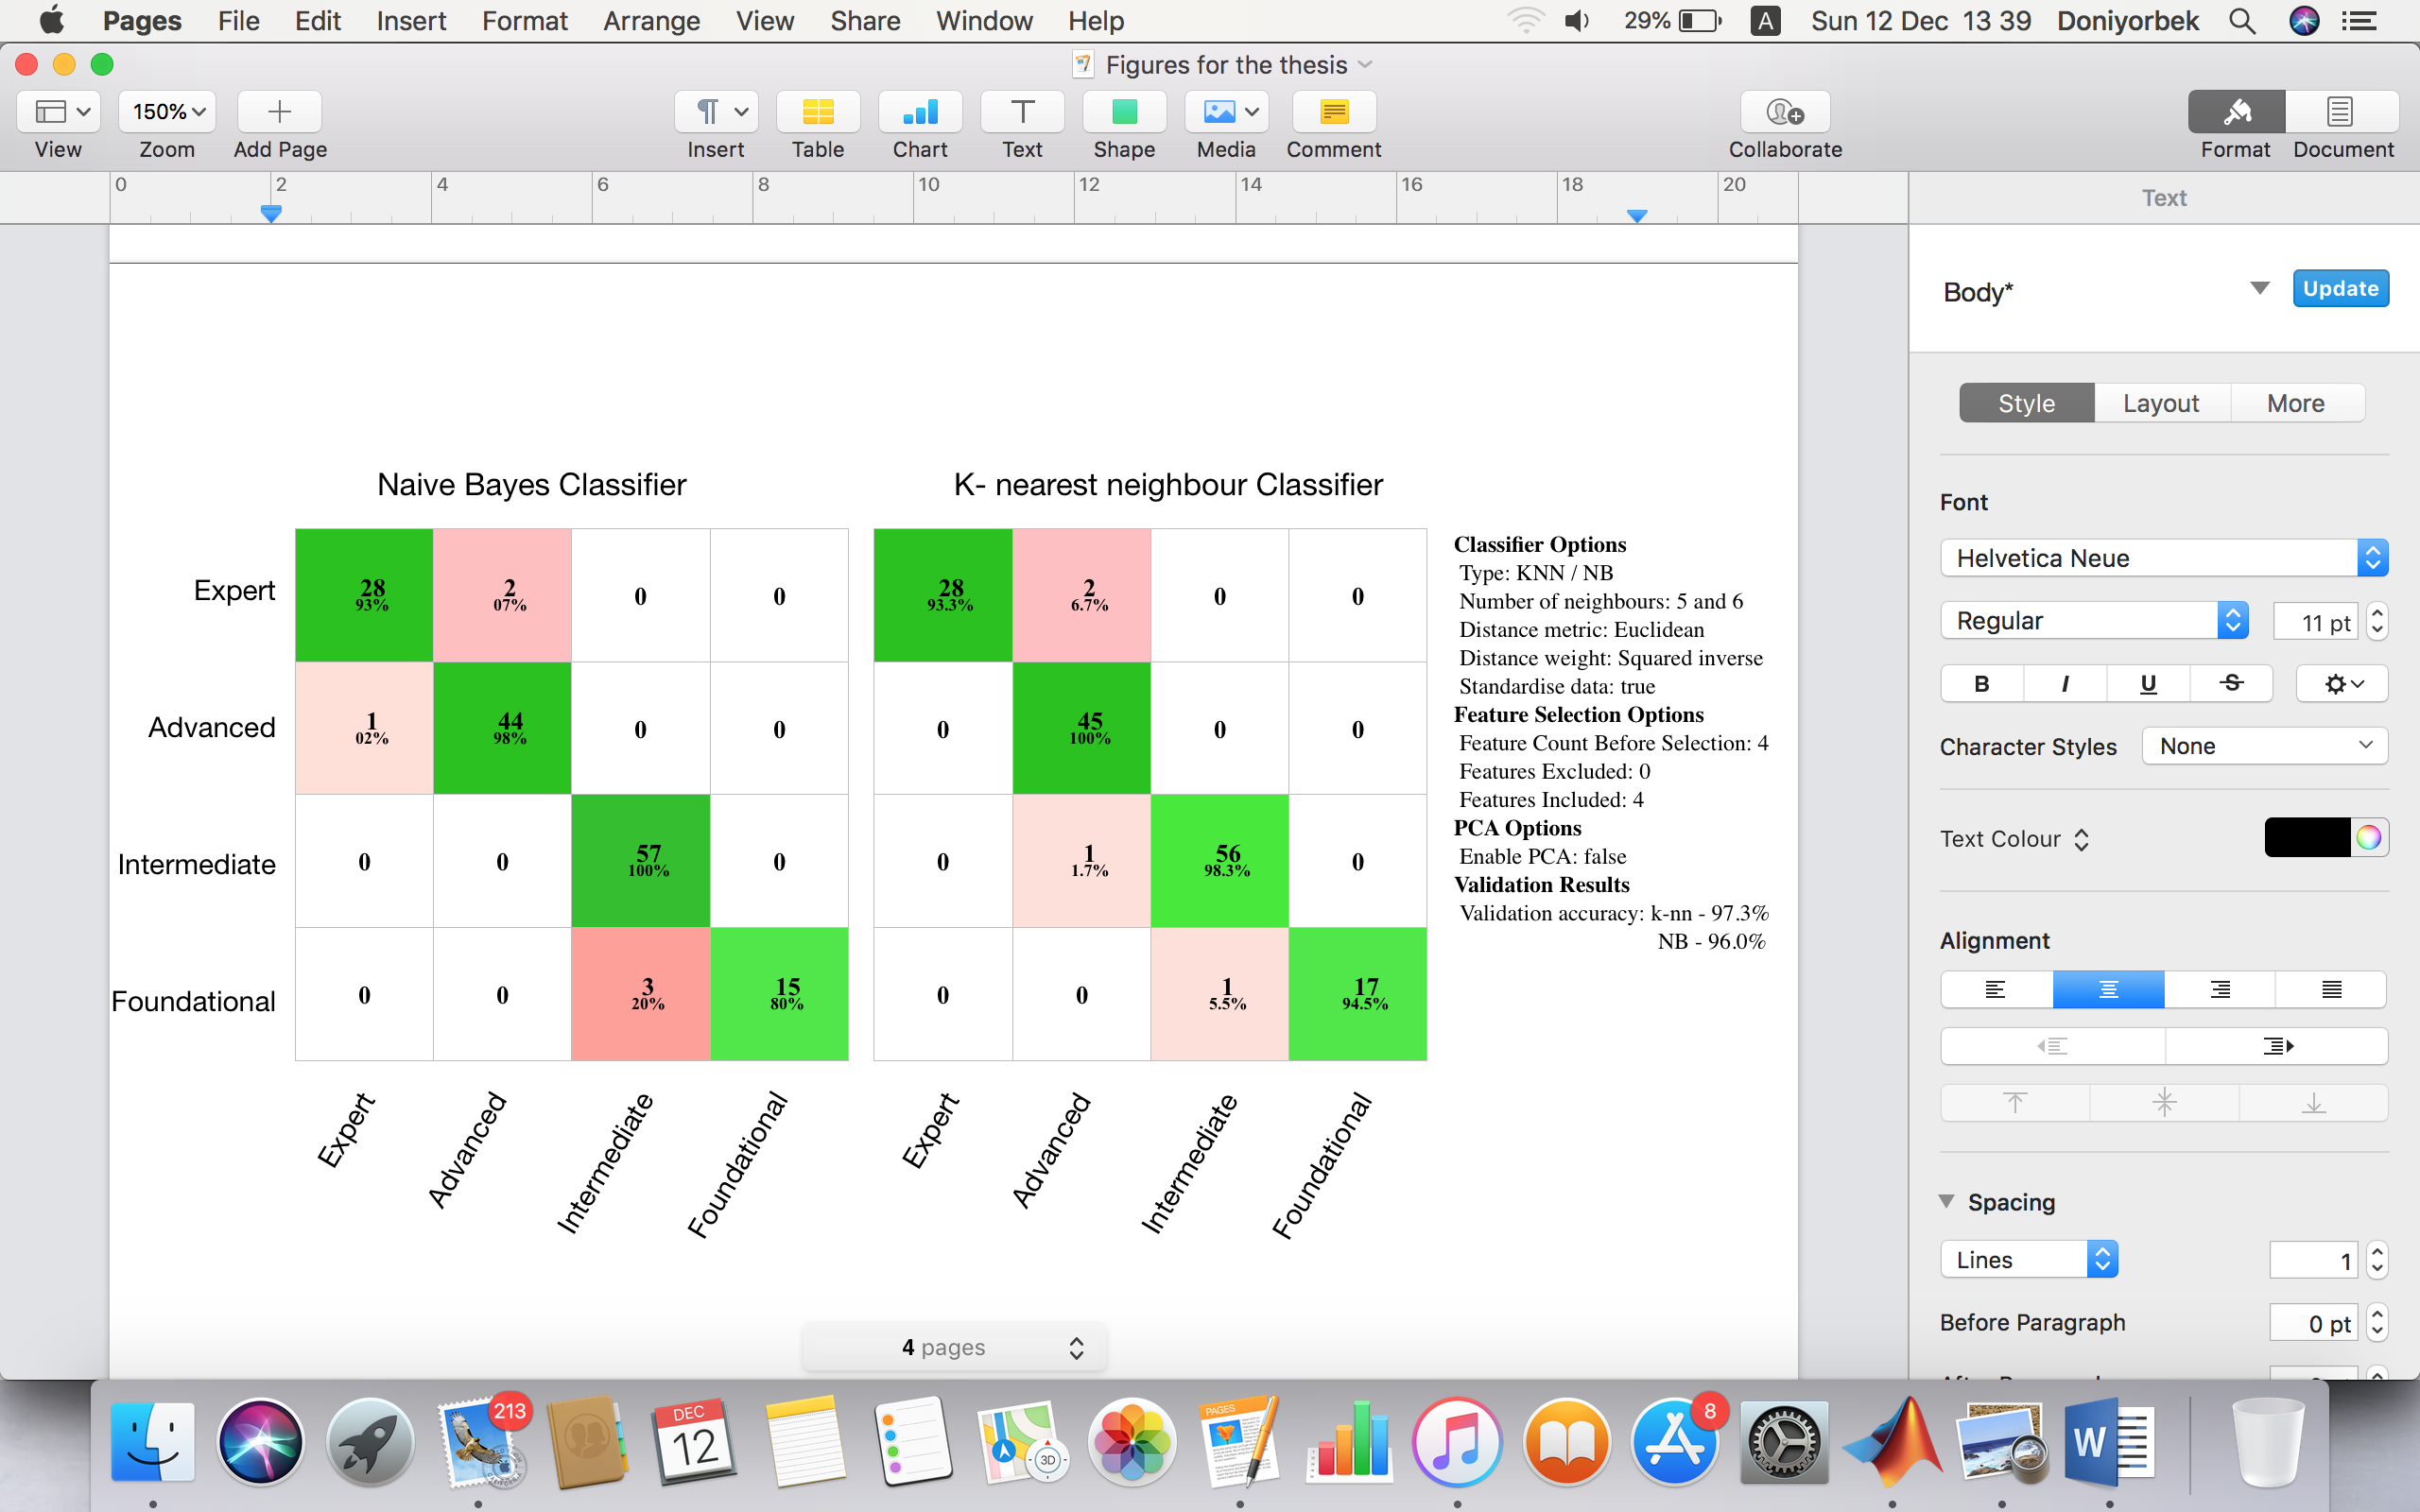 Pages File Edit Insert Format Arrange View Share Window Help 29% A Sun 12 Dec 13 39 Doniyorbek
Figures for the thesis
150%
View Zoom Add Page Insert Table Chart Text Shape Media Comment Collaborate Format Document
0 2 4 6 8 10 12 14 16 18 20
Text
Body* Update
Style Layout More
Font
Helvetica Neue
Regular 11 pt
B I U S
Character Styles None
Text Colour
Alignment
Spacing
Lines 1
Before Paragraph 0 pt
Naive Bayes Classifier K- nearest neighbour Classifier
Expert 28 93% 2 07% 0 0 28 93.3% 2 6.7% 0 0
Advanced 1 02% 44 98% 0 0 0 45 100% 0 0
Intermediate 0 0 57 100% 0 0 1 1.7% 56 98.3% 0
Foundational 0 0 3 20% 15 80% 0 0 1 5.5% 17 94.5%
Expert Advanced Intermediate Foundational Expert Advanced Intermediate Foundational
Classifier Options
Type: KNN / NB
Number of neighbours: 5 and 6
Distance metric: Euclidean
Distance weight: Squared inverse
Standardise data: true
Feature Selection Options
Feature Count Before Selection: 4
Features Excluded: 0
Features Included: 4
PCA Options
Enable PCA: false
Validation Results
Validation accuracy: k-nn - 97.3%
NB - 96.0%
4 pages
213 DEC 12 3D PAGES 8 W